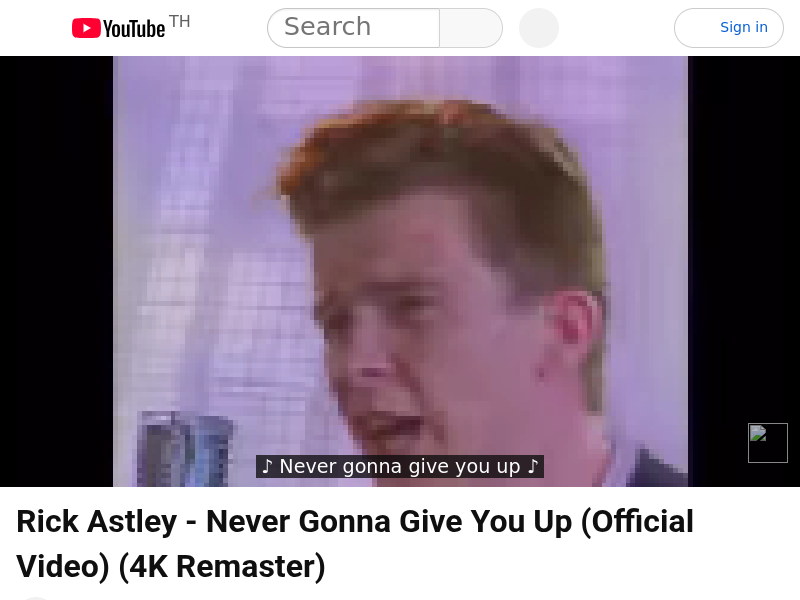 YouTube TH
Search
Sign in
♪ Never gonna give you up ♪
Rick Astley - Never Gonna Give You Up (Official
Video) (4K Remaster)